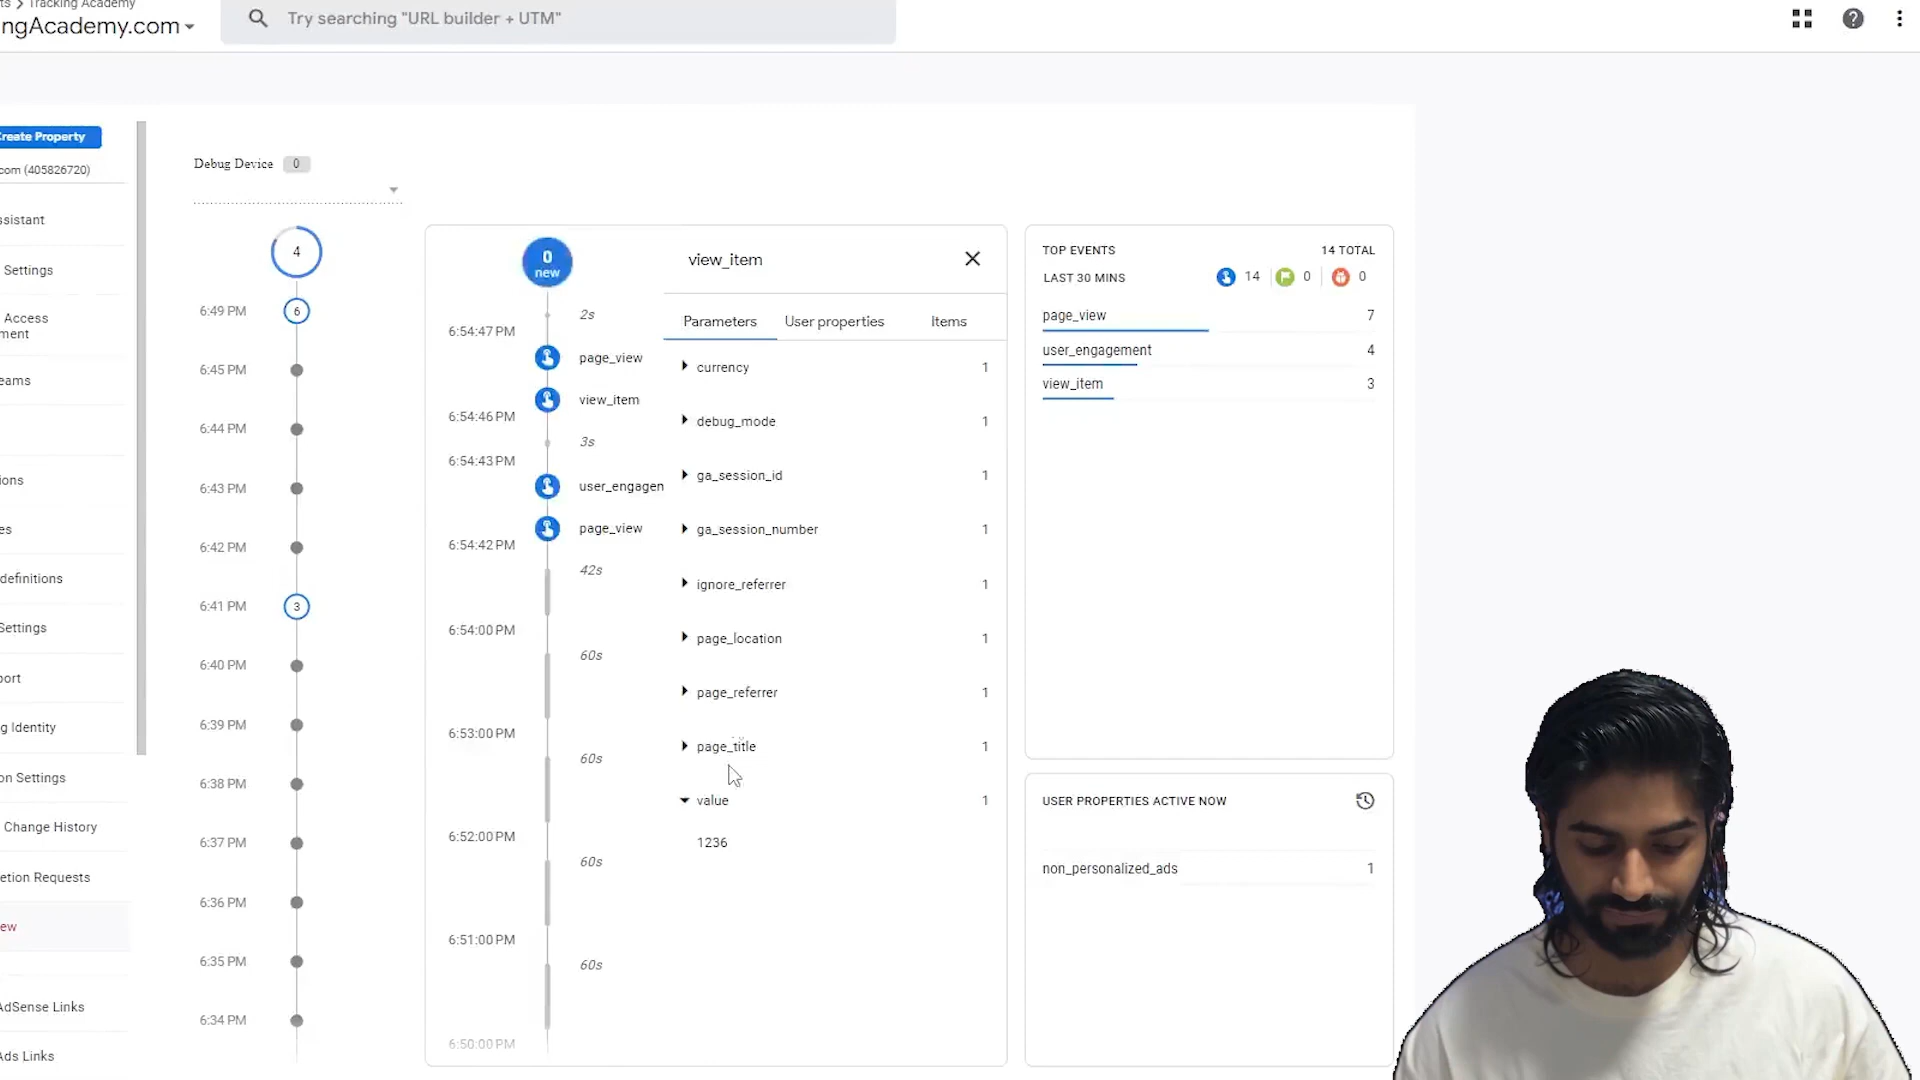 ts > Tracking Academy
ngAcademy.com
Try searching "URL builder + UTM"
Create Property
com (405826720)
ssistant
Settings
Access
ment
eams
ions
es
definitions
Settings
port
g Identity
on Settings
Change History
etion Requests
ew
AdSense Links
Ads Links
Debug Device 0
4
6:49 PM 6
6:45 PM
6:44 PM
6:43 PM
6:42 PM
6:41 PM 3
6:40 PM
6:39 PM
6:38 PM
6:37 PM
6:36 PM
6:35 PM
6:34 PM
0
new
2s
6:54:47 PM
page_view
view_item
6:54:46 PM
3s
6:54:43 PM
user_engagen
page_view
6:54:42 PM
42s
6:54:00 PM
60s
6:53:00 PM
60s
6:52:00 PM
60s
6:51:00 PM
60s
6:50:00 PM
view_item
Parameters User properties Items
currency 1
debug_mode 1
ga_session_id 1
ga_session_number 1
ignore_referrer 1
page_location 1
page_referrer 1
page_title 1
value 1
1236
TOP EVENTS 14 TOTAL
LAST 30 MINS 14 0 0
page_view 7
user_engagement 4
view_item 3
USER PROPERTIES ACTIVE NOW
non_personalized_ads 1